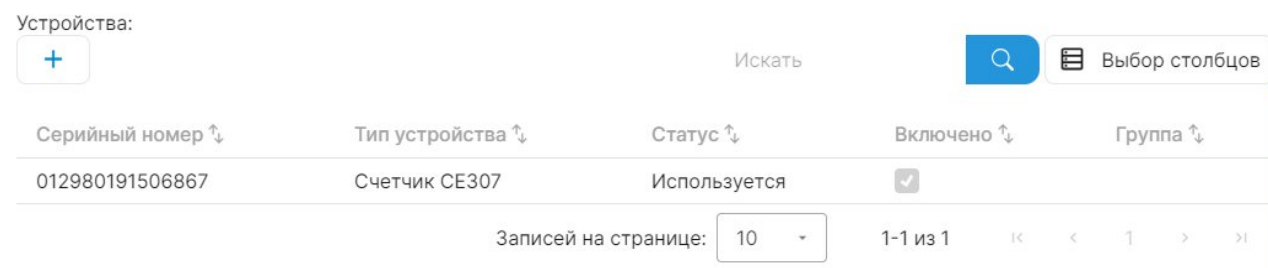 Устройства:
+ Искать Выбор столбцов
Серийный номер Тип устройства Статус Включено Группа
012980191506867 Счетчик СЕ307 Используется
Записей на странице: 10 1-1 из 1 1